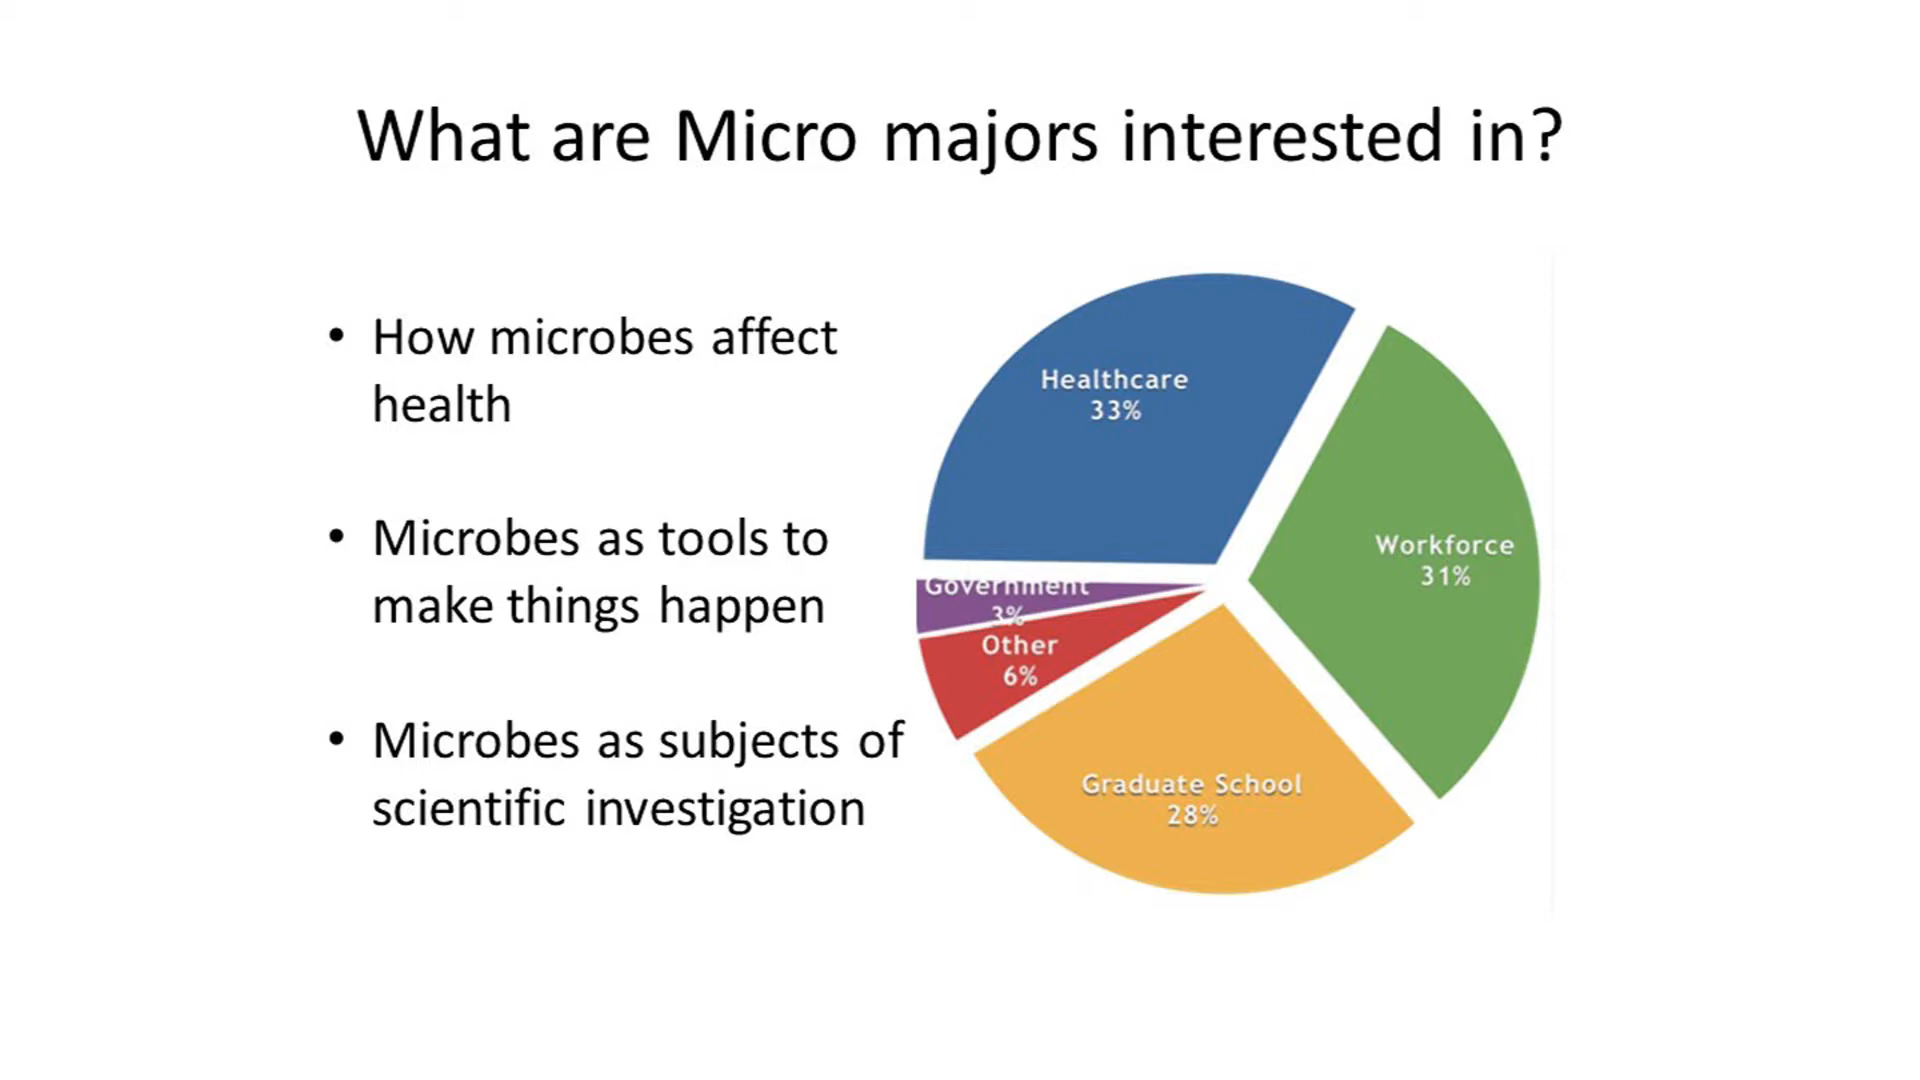 What are Micro majors interested in?
• How microbes affect
health
• Microbes as tools to
make things happen
• Microbes as subjects of
scientific investigation
Healthcare
33%
Workforce
31%
Government
3%
Other
6%
Graduate School
28%